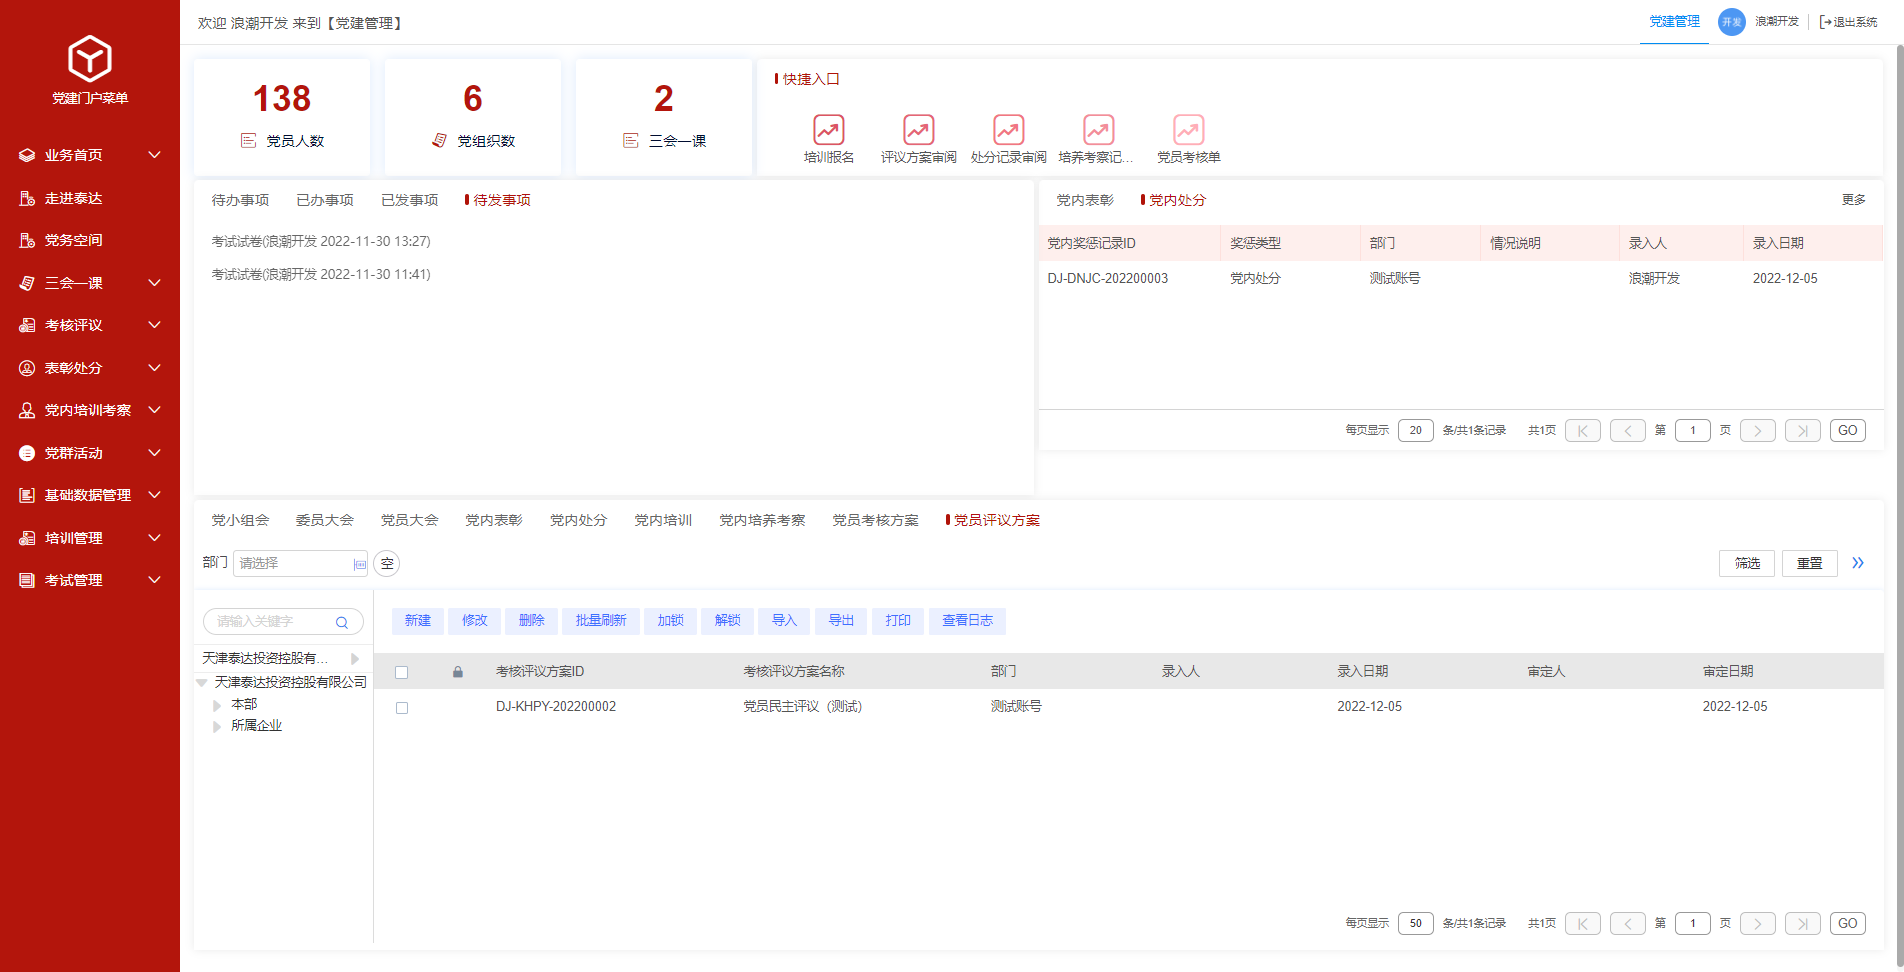 欢迎 浪潮开发 来到【党建管理】
党建管理 开发 浪潮开发 退出系统
党建门户菜单
业务首页
走进泰达
党务空间
三会一课
考核评议
表彰处分
党内培训考察
党群活动
基础数据管理
培训管理
考试管理
138
党员人数
6
党组织数
2
三会一课
快捷入口
培训报名 评议方案审阅 处分记录审阅 培养考察记... 党员考核单
待办事项 已办事项 已发事项 待发事项
考试试卷(浪潮开发 2022-11-30 13:27)
考试试卷(浪潮开发 2022-11-30 11:41)
党内表彰 党内处分 更多
党内奖惩记录ID 奖惩类型 部门 情况说明 录入人 录入日期
DJ-DNJC-202200003 党内处分 测试账号 浪潮开发 2022-12-05
每页显示 20 条/共1条记录 共1页 第 1 页 GO
党小组会 委员大会 党员大会 党内表彰 党内处分 党内培训 党内培养考察 党员考核方案 党员评议方案
部门 请选择 空 筛选 重置
请输入关键字
天津泰达投资控股有...
天津泰达投资控股有限公司
本部
所属企业
新建 修改 删除 批量刷新 加锁 解锁 导入 导出 打印 查看日志
考核评议方案ID 考核评议方案名称 部门 录入人 录入日期 审定人 审定日期
DJ-KHPY-202200002 党员民主评议（测试） 测试账号 2022-12-05 2022-12-05
每页显示 50 条/共1条记录 共1页 第 1 页 GO